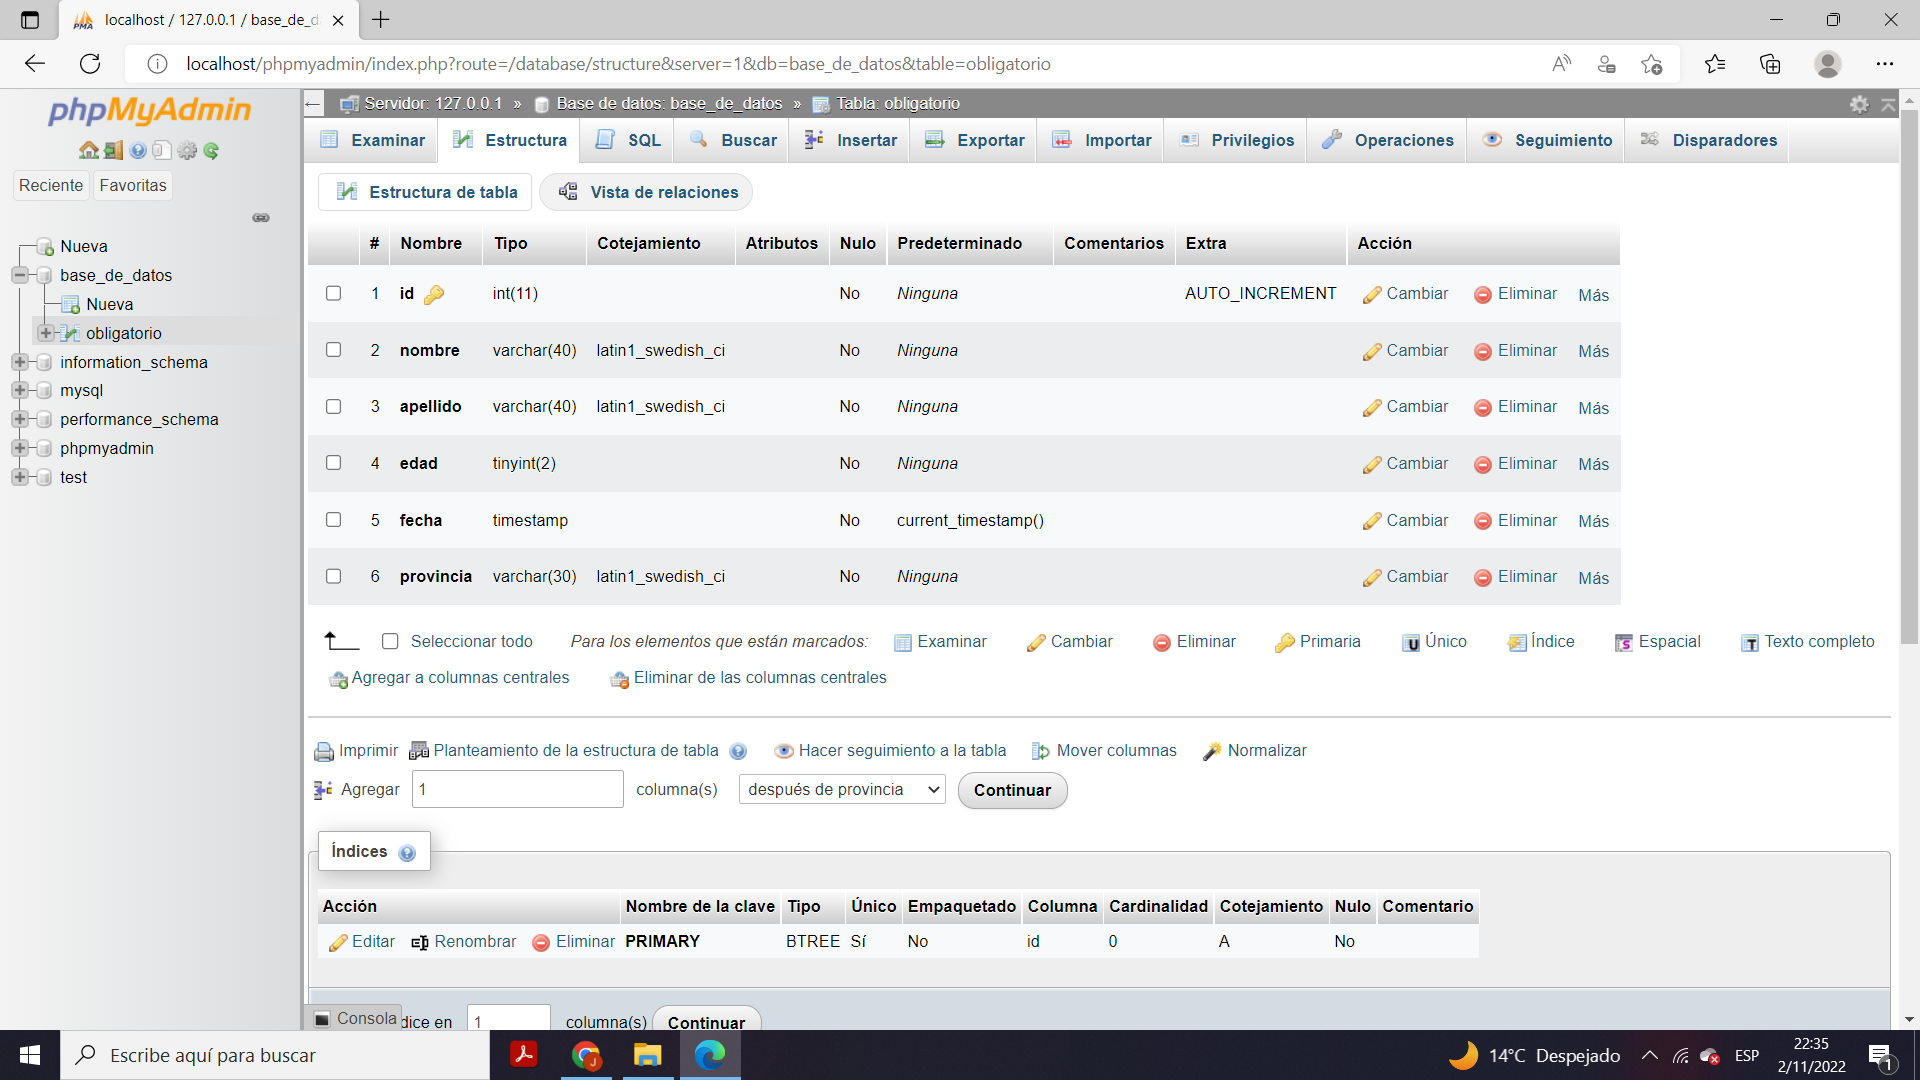 localhost / 127.0.0.1 / base_de_d
localhost/phpmyadmin/index.php?route=/database/structure&server=1&db=base_de_datos&table=obligatorio
phpMyAdmin
Reciente Favoritas
Nueva
base_de_datos
Nueva
obligatorio
information_schema
mysql
performance_schema
phpmyadmin
test
Servidor: 127.0.0.1 » Base de datos: base_de_datos » Tabla: obligatorio
Examinar Estructura SQL Buscar Insertar Exportar Importar Privilegios Operaciones Seguimiento Disparadores
Estructura de tabla Vista de relaciones
# Nombre Tipo Cotejamiento Atributos Nulo Predeterminado Comentarios Extra Acción
1 id int(11) No Ninguna AUTO_INCREMENT Cambiar Eliminar Más
2 nombre varchar(40) latin1_swedish_ci No Ninguna Cambiar Eliminar Más
3 apellido varchar(40) latin1_swedish_ci No Ninguna Cambiar Eliminar Más
4 edad tinyint(2) No Ninguna Cambiar Eliminar Más
5 fecha timestamp No current_timestamp() Cambiar Eliminar Más
6 provincia varchar(30) latin1_swedish_ci No Ninguna Cambiar Eliminar Más
Seleccionar todo Para los elementos que están marcados: Examinar Cambiar Eliminar Primaria Único Índice Espacial Texto completo
Agregar a columnas centrales Eliminar de las columnas centrales
Imprimir Planteamiento de la estructura de tabla Hacer seguimiento a la tabla Mover columnas Normalizar
Agregar 1 columna(s) después de provincia Continuar
Índices
Acción Nombre de la clave Tipo Único Empaquetado Columna Cardinalidad Cotejamiento Nulo Comentario
Editar Renombrar Eliminar PRIMARY BTREE Sí No id 0 A No
Consola dice en 1 columna(s) Continuar
Escribe aquí para buscar
14°C Despejado ESP
22:35
2/11/2022
1